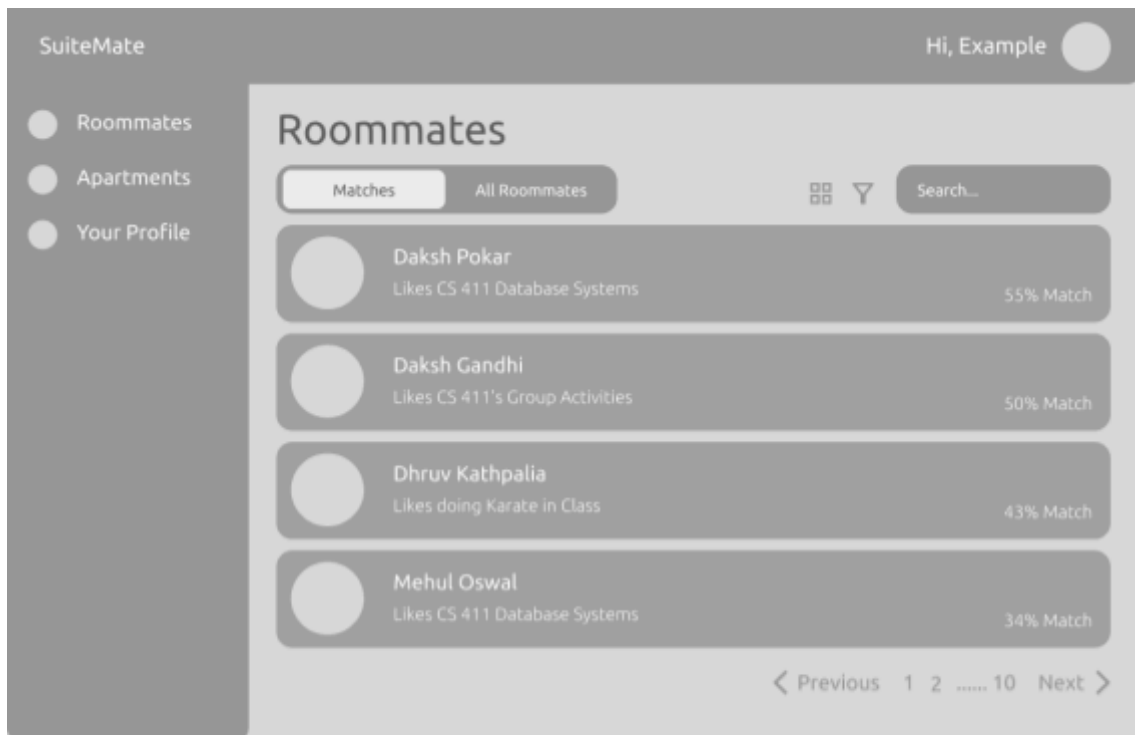 SuiteMate
Hi, Example
Roommates
Apartments
Your Profile
Roommates
Matches
All Roommates
Search...
Daksh Pokar
Likes CS 411 Database Systems
55% Match
Daksh Gandhi
Likes CS 411's Group Activities
50% Match
Dhruv Kathpalia
Likes doing Karate in Class
43% Match
Mehul Oswal
Likes CS 411 Database Systems
34% Match
Previous 1 2 ...... 10 Next